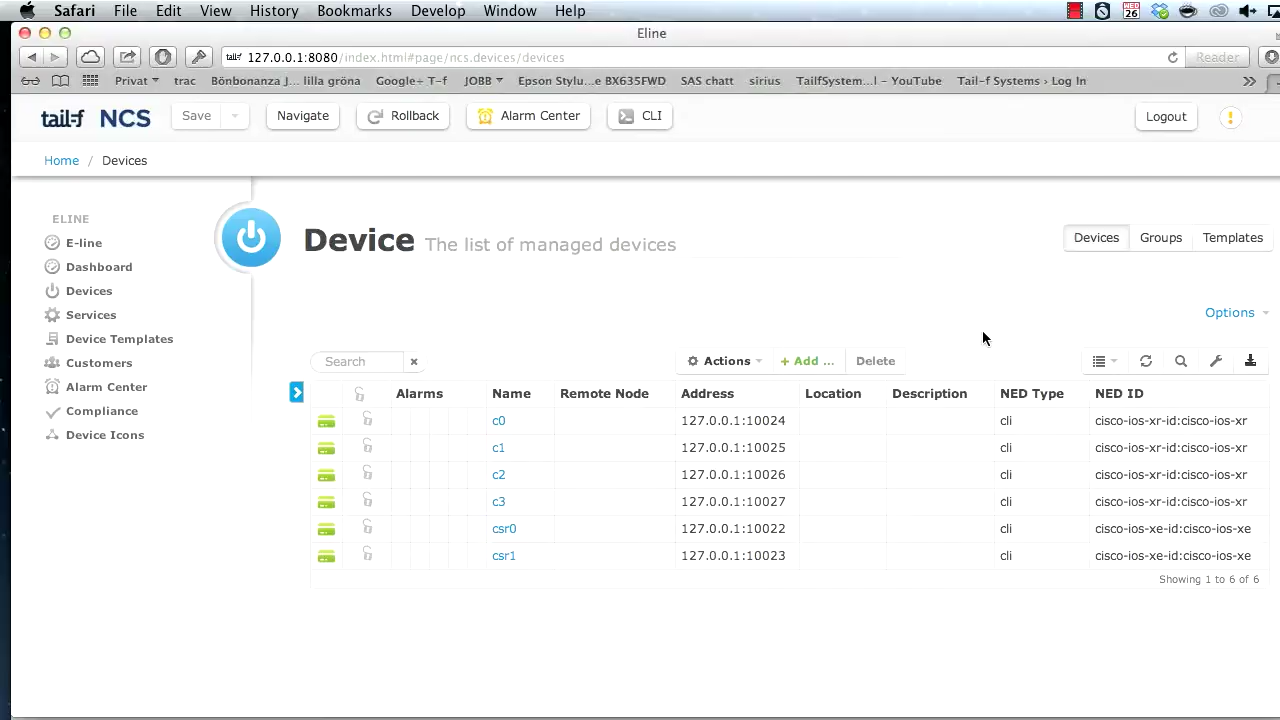 Safari File Edit View History Bookmarks Develop Window Help
WED 26
Eline
tail-f 127.0.0.1:8080/index.html#page/ncs.devices/devices Reader
Privat trac Bönbonanza J... lilla gröna Google+ T-f JOBB Epson Stylu...e BX635FWD SAS chatt sirius TailfSystem...l - YouTube Tail-f Systems › Log In
tail-f NCS Save Navigate Rollback Alarm Center CLI Logout
Home / Devices
ELINE
E-line
Dashboard
Devices
Services
Device Templates
Customers
Alarm Center
Compliance
Device Icons
Device The list of managed devices
Devices Groups Templates
Options
Search Actions + Add ... Delete
Alarms Name Remote Node Address Location Description NED Type NED ID
c0 127.0.0.1:10024 cli cisco-ios-xr-id:cisco-ios-xr
c1 127.0.0.1:10025 cli cisco-ios-xr-id:cisco-ios-xr
c2 127.0.0.1:10026 cli cisco-ios-xr-id:cisco-ios-xr
c3 127.0.0.1:10027 cli cisco-ios-xr-id:cisco-ios-xr
csr0 127.0.0.1:10022 cli cisco-ios-xe-id:cisco-ios-xe
csr1 127.0.0.1:10023 cli cisco-ios-xe-id:cisco-ios-xe
Showing 1 to 6 of 6